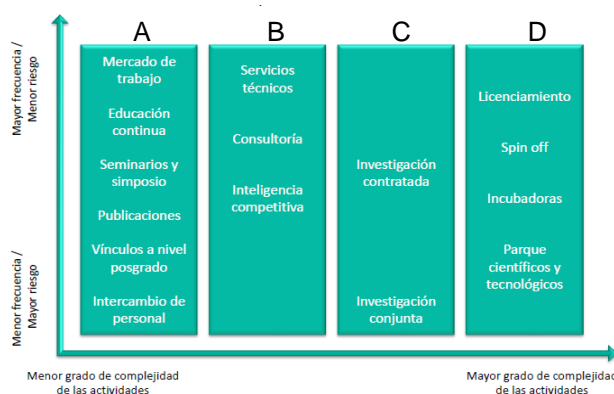 A
B
C
D
Mayor frecuencia /
Menor riesgo
Menor frecuencia /
Mayor riesgo
Mercado de
trabajo
Educación
continua
Seminarios y
simposio
Publicaciones
Vínculos a nivel
posgrado
Intercambio de
personal
Servicios
técnicos
Consultoría
Inteligencia
competitiva
Investigación
contratada
Investigación
conjunta
Licenciamiento
Spin off
Incubadoras
Parque
científicos y
tecnológicos
Menor grado de complejidad
de las actividades
Mayor grado de complejidad
de las actividades